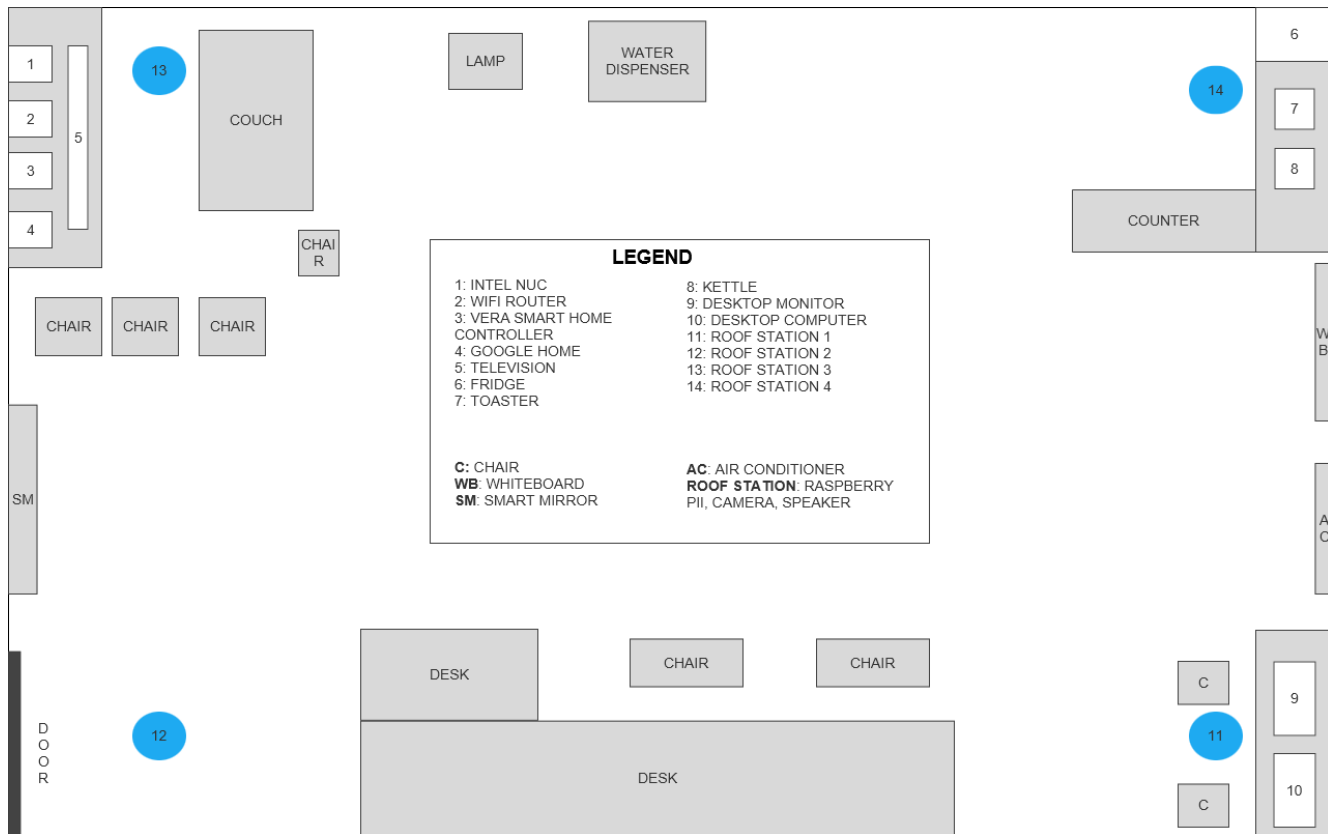 1
2
3
4
5
13
COUCH
LAMP
WATER
DISPENSER
14
6
7
8
COUNTER
CHAI
R
CHAIR
CHAIR
CHAIR
LEGEND
1: INTEL NUC
2: WIFI ROUTER
3: VERA SMART HOME
CONTROLLER
4: GOOGLE HOME
5: TELEVISION
6: FRIDGE
7: TOASTER
8: KETTLE
9: DESKTOP MONITOR
10: DESKTOP COMPUTER
11: ROOF STATION 1
12: ROOF STATION 2
13: ROOF STATION 3
14: ROOF STATION 4
C: CHAIR
WB: WHITEBOARD
SM: SMART MIRROR
AC: AIR CONDITIONER
ROOF STATION: RASPBERRY
PII, CAMERA, SPEAKER
W
B
SM
A
C
DESK
CHAIR
CHAIR
C
9
D
O
O
R
12
11
DESK
C
10